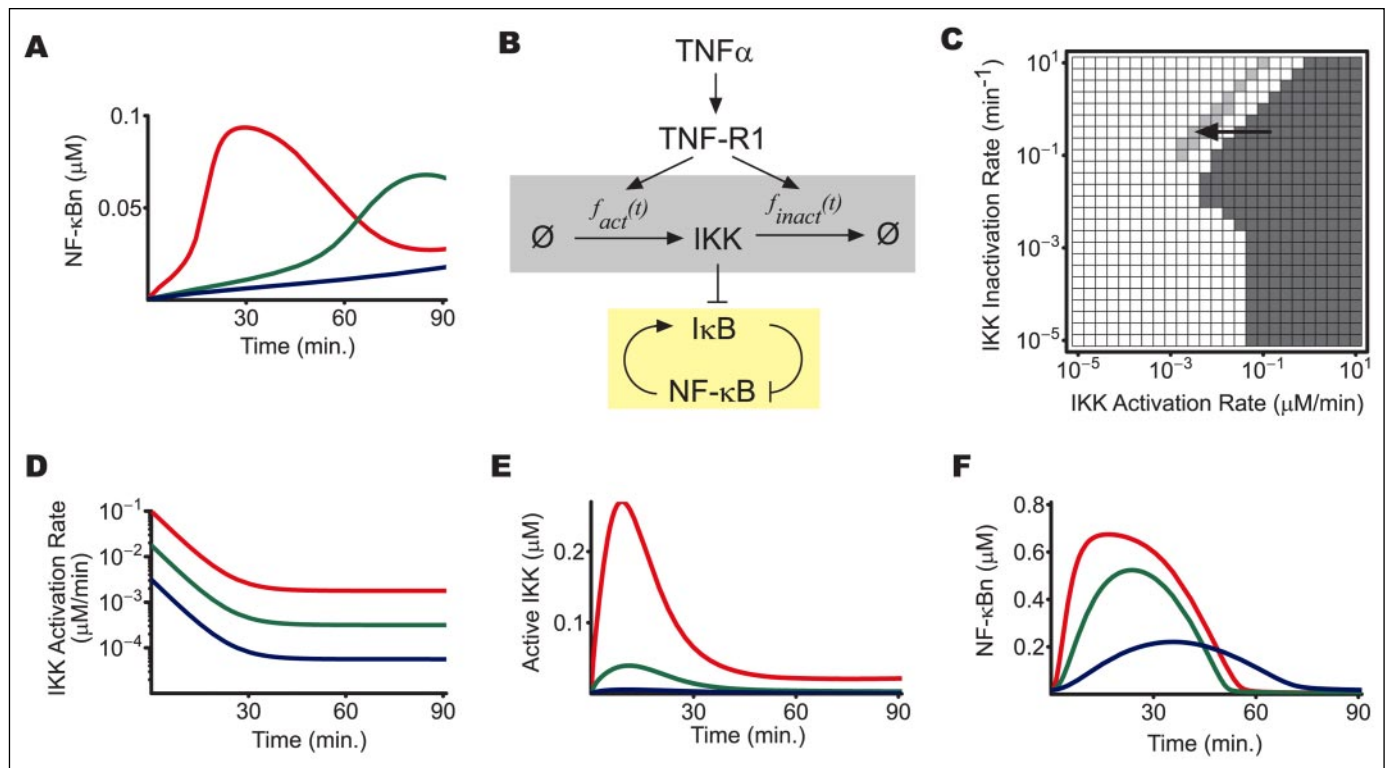 A
NF-κBn (μM)
0.1
0.05
30
60
90
Time (min.)
B
TNFα
TNF-R1
f_act(t)
f_inact(t)
Ø
IKK
Ø
IκB
NF-κB
C
IKK Inactivation Rate (min⁻¹)
10¹
10⁻¹
10⁻³
10⁻⁵
10⁻⁵
10⁻³
10⁻¹
10¹
IKK Activation Rate (μM/min)
D
IKK Activation Rate
(μM/min)
10⁻¹
10⁻²
10⁻³
10⁻⁴
30
60
90
Time (min.)
E
Active IKK (μM)
0.2
0.1
30
60
90
Time (min.)
F
NF-κBn (μM)
0.8
0.6
0.4
0.2
30
60
90
Time (min.)